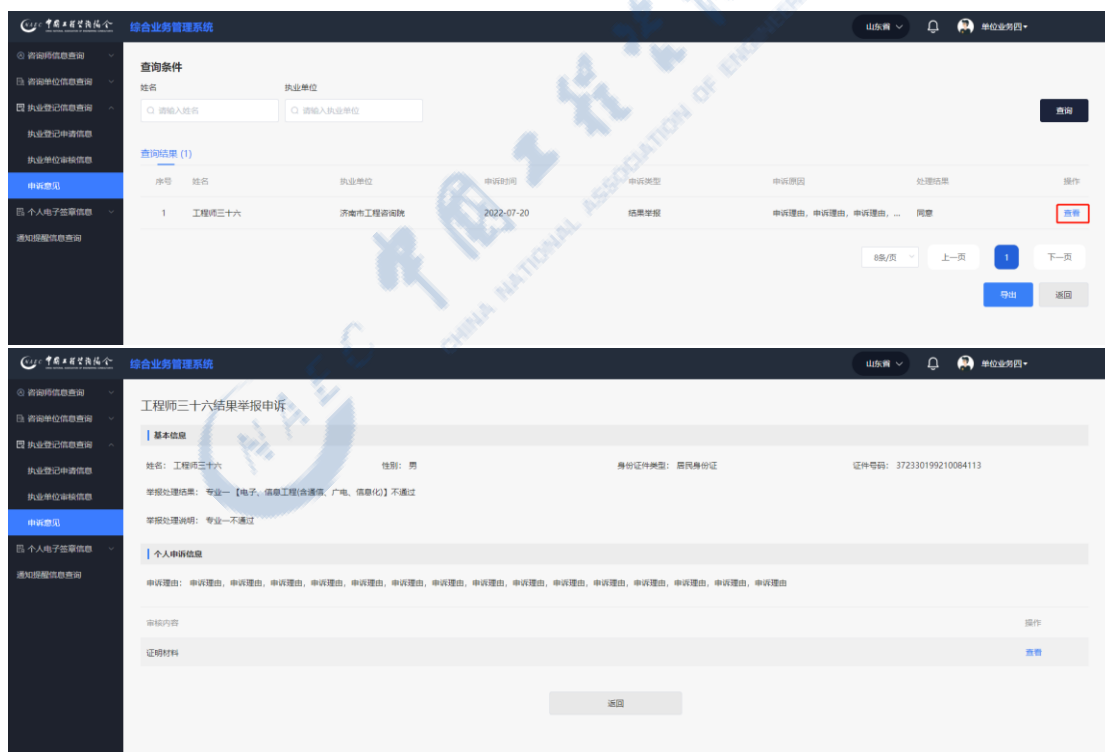 CNAEC 中国工程咨询协会 综合业务管理系统 山东省 单位业务四
咨询师信息查询
咨询单位信息查询
执业登记信息查询
执业登记申请信息
执业单位审核信息
申诉意见
个人电子签章信息
通知提醒信息查询
查询条件
姓名 执业单位
请输入姓名 请输入执业单位 查询
查询结果 (1)
序号 姓名 执业单位 申诉时间 申诉类型 申诉原因 处理结果 操作
1 工程师三十六 济南市工程咨询院 2022-07-20 结果举报 申诉理由, 申诉理由, 申诉理由, ... 同意 查看
8条/页 上一页 1 下一页
导出 返回
CNAEC 中国工程咨询协会 综合业务管理系统 山东省 单位业务四
咨询师信息查询
咨询单位信息查询
执业登记信息查询
执业登记申请信息
执业单位审核信息
申诉意见
个人电子签章信息
通知提醒信息查询
工程师三十六结果举报申诉
基本信息
姓名: 工程师三十六 性别: 男 身份证件类型: 居民身份证 证件号码: 372330199210084113
举报处理结果: 专业一【电子、信息工程(含通信、广电、信息化)】不通过
举报处理说明: 专业一不通过
个人申诉信息
申诉理由: 申诉理由, 申诉理由, 申诉理由, 申诉理由, 申诉理由, 申诉理由, 申诉理由, 申诉理由, 申诉理由, 申诉理由, 申诉理由, 申诉理由, 申诉理由, 申诉理由, 申诉理由
审核内容 操作
证明材料 查看
返回